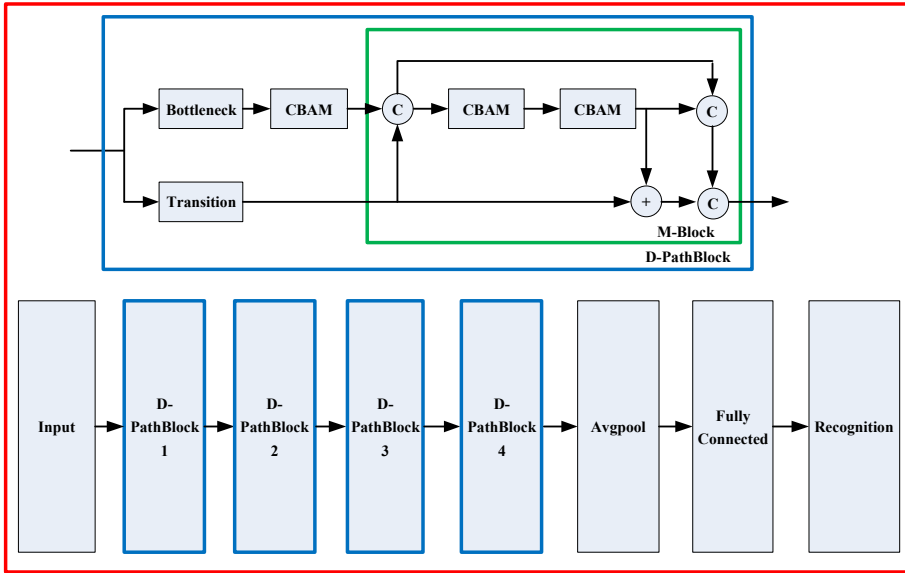 Bottleneck
CBAM
C
CBAM
CBAM
C
Transition
+
C
M-Block
D-PathBlock
Input
D-
PathBlock
1
D-
PathBlock
2
D-
PathBlock
3
D-
PathBlock
4
Avgpool
Fully
Connected
Recognition